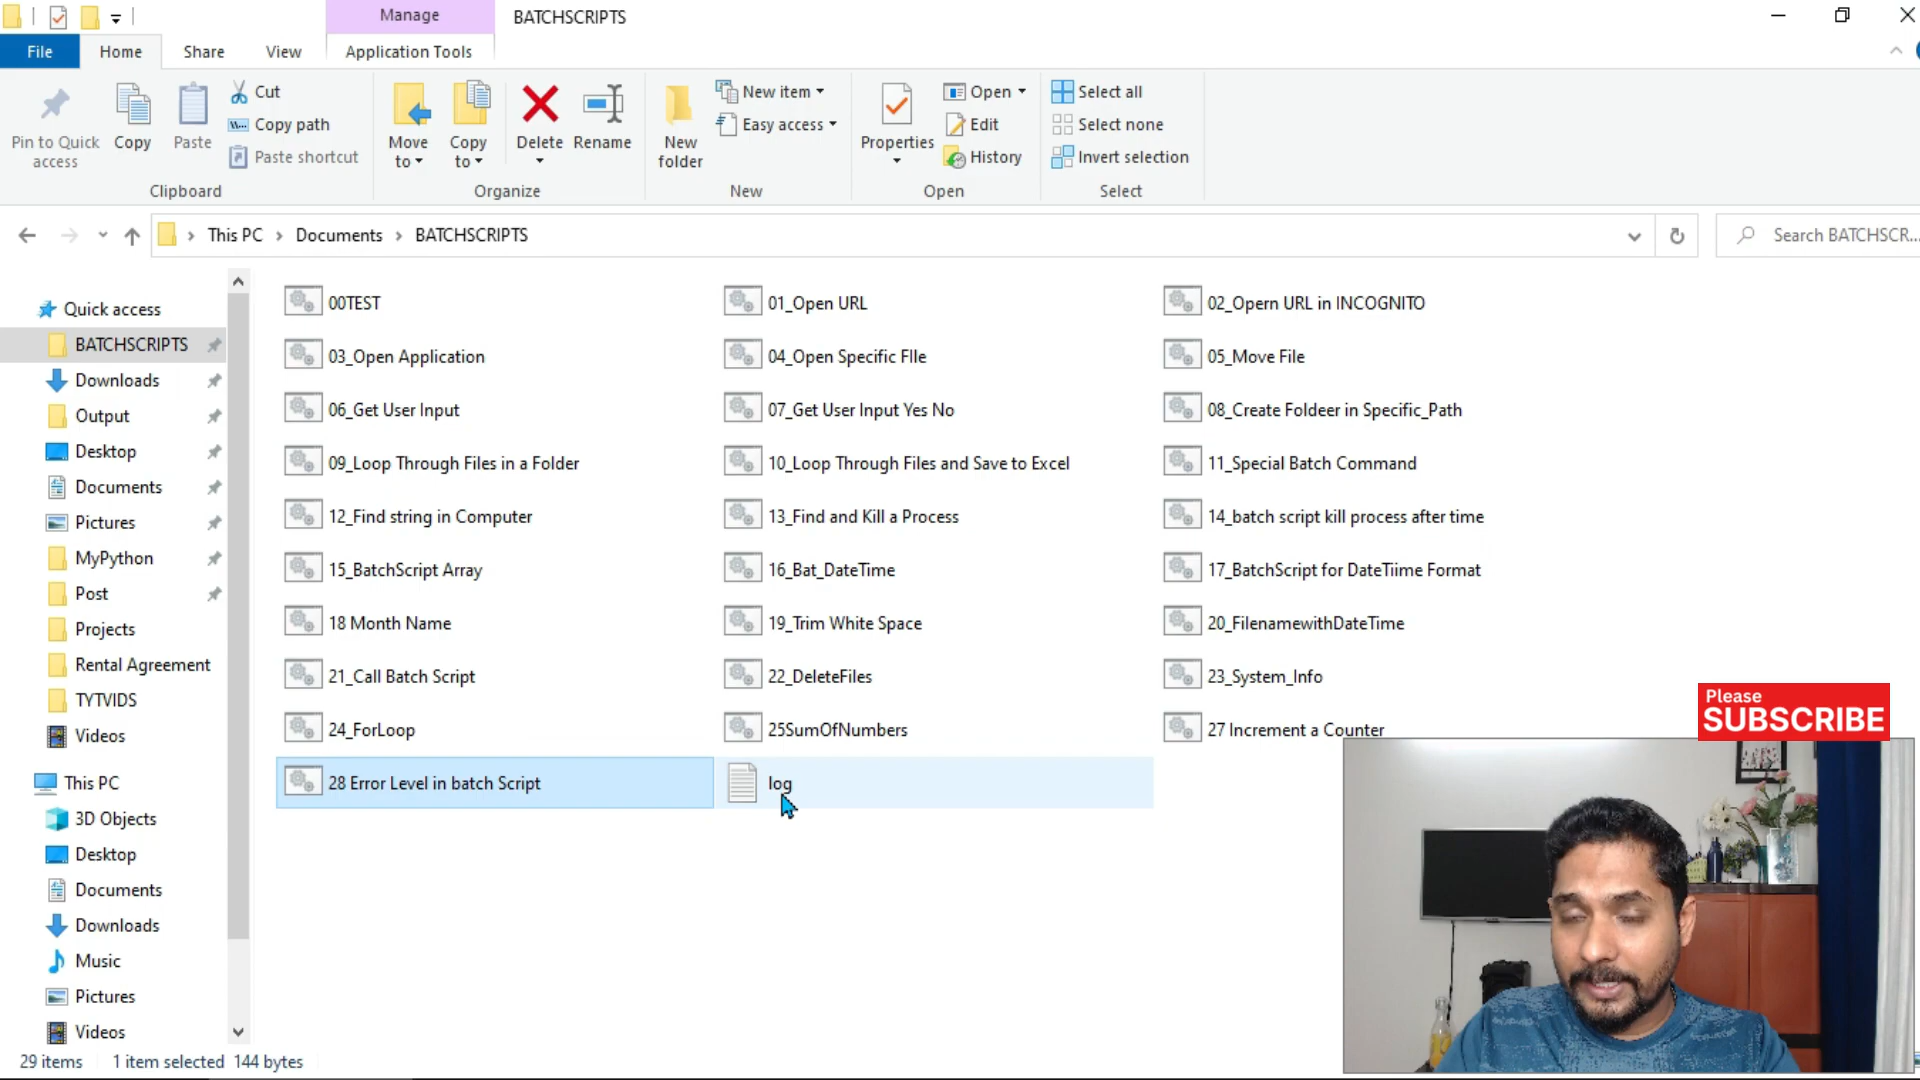 Manage
BATCHSCRIPTS
File
Home
Share
View
Application Tools
Pin to Quick access
Copy
Paste
Cut
Copy path
Paste shortcut
Clipboard
Move to
Copy to
Delete
Rename
Organize
New folder
New item
Easy access
New
Properties
Open
Edit
History
Open
Select all
Select none
Invert selection
Select
This PC > Documents > BATCHSCRIPTS
Search BATCHSCR...
Quick access
BATCHSCRIPTS
Downloads
Output
Desktop
Documents
Pictures
MyPython
Post
Projects
Rental Agreement
TYTVIDS
Videos
This PC
3D Objects
Desktop
Documents
Downloads
Music
Pictures
Videos
00TEST
01_Open URL
02_Opern URL in INCOGNITO
03_Open Application
04_Open Specific FIle
05_Move File
06_Get User Input
07_Get User Input Yes No
08_Create Foldeer in Specific_Path
09_Loop Through Files in a Folder
10_Loop Through Files and Save to Excel
11_Special Batch Command
12_Find string in Computer
13_Find and Kill a Process
14_batch script kill process after time
15_BatchScript Array
16_Bat_DateTime
17_BatchScript for DateTiime Format
18 Month Name
19_Trim White Space
20_FilenamewithDateTime
21_Call Batch Script
22_DeleteFiles
23_System_Info
24_ForLoop
25SumOfNumbers
27 Increment a Counter
28 Error Level in batch Script
log
Please
SUBSCRIBE
29 items
1 item selected 144 bytes